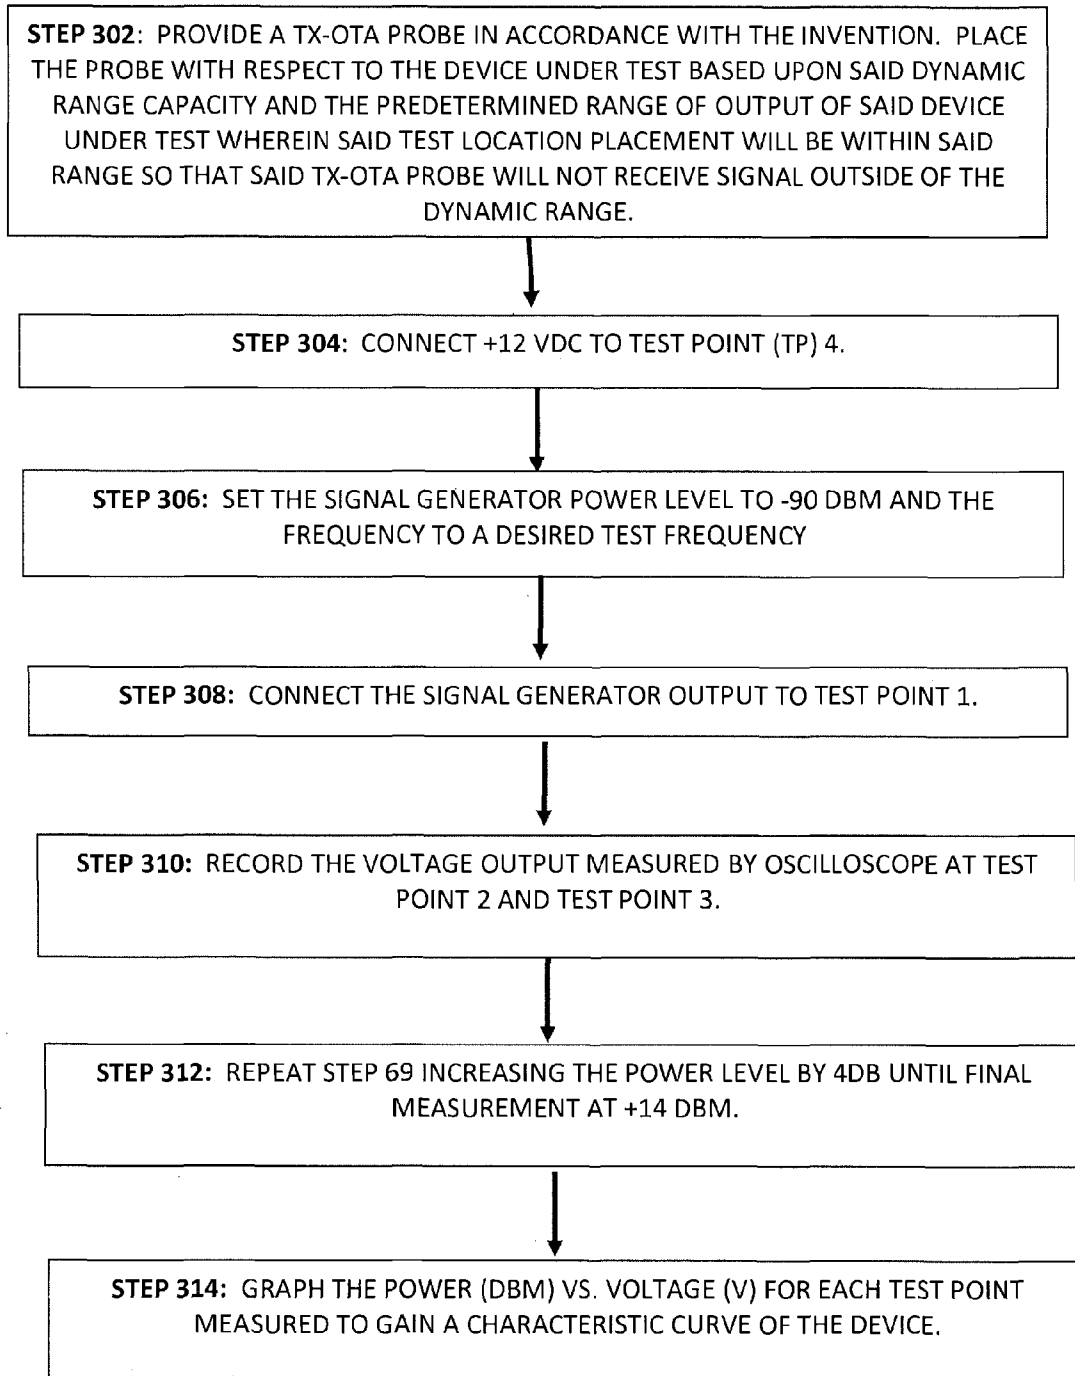 STEP 302: PROVIDE A TX-OTA PROBE IN ACCORDANCE WITH THE INVENTION. PLACE
THE PROBE WITH RESPECT TO THE DEVICE UNDER TEST BASED UPON SAID DYNAMIC
RANGE CAPACITY AND THE PREDETERMINED RANGE OF OUTPUT OF SAID DEVICE
UNDER TEST WHEREIN SAID TEST LOCATION PLACEMENT WILL BE WITHIN SAID
RANGE SO THAT SAID TX-OTA PROBE WILL NOT RECEIVE SIGNAL OUTSIDE OF THE
DYNAMIC RANGE.
STEP 304: CONNECT +12 VDC TO TEST POINT (TP) 4.
STEP 306: SET THE SIGNAL GENERATOR POWER LEVEL TO -90 DBM AND THE
FREQUENCY TO A DESIRED TEST FREQUENCY
STEP 308: CONNECT THE SIGNAL GENERATOR OUTPUT TO TEST POINT 1.
STEP 310: RECORD THE VOLTAGE OUTPUT MEASURED BY OSCILLOSCOPE AT TEST
POINT 2 AND TEST POINT 3.
STEP 312: REPEAT STEP 69 INCREASING THE POWER LEVEL BY 4DB UNTIL FINAL
MEASUREMENT AT +14 DBM.
STEP 314: GRAPH THE POWER (DBM) VS. VOLTAGE (V) FOR EACH TEST POINT
MEASURED TO GAIN A CHARACTERISTIC CURVE OF THE DEVICE.